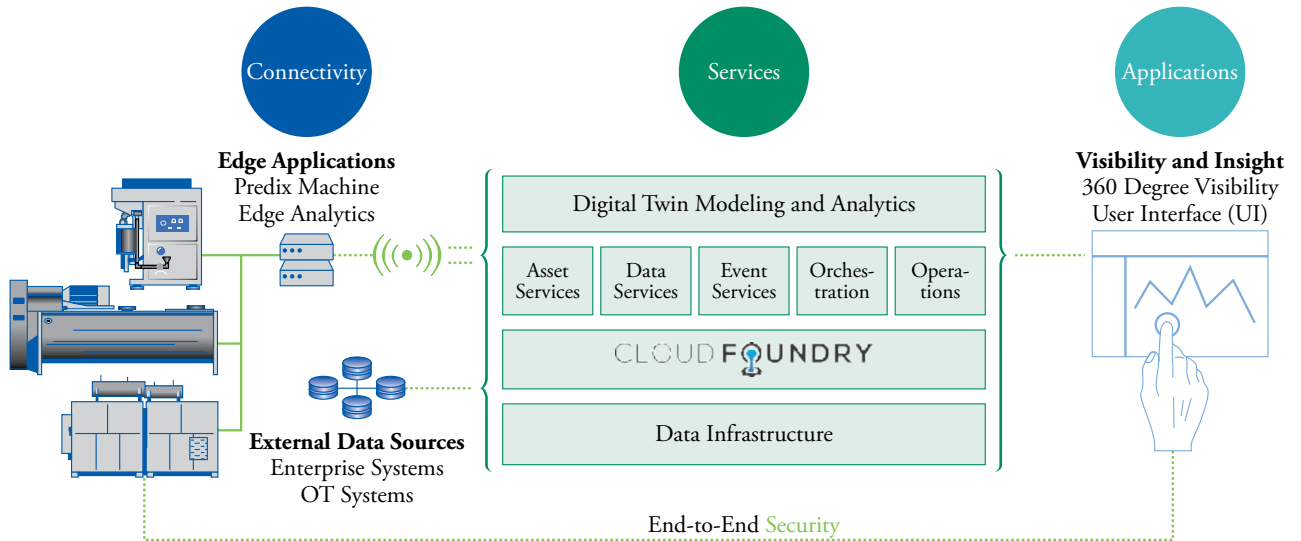 Connectivity
Services
Applications
Edge Applications
Predix Machine
Edge Analytics
Visibility and Insight
360 Degree Visibility
User Interface (UI)
Digital Twin Modeling and Analytics
Asset
Services
Data
Services
Event
Services
Orches-
tration
Opera-
tions
CLOUD FOUNDRY
Data Infrastructure
External Data Sources
Enterprise Systems
OT Systems
End-to-End Security